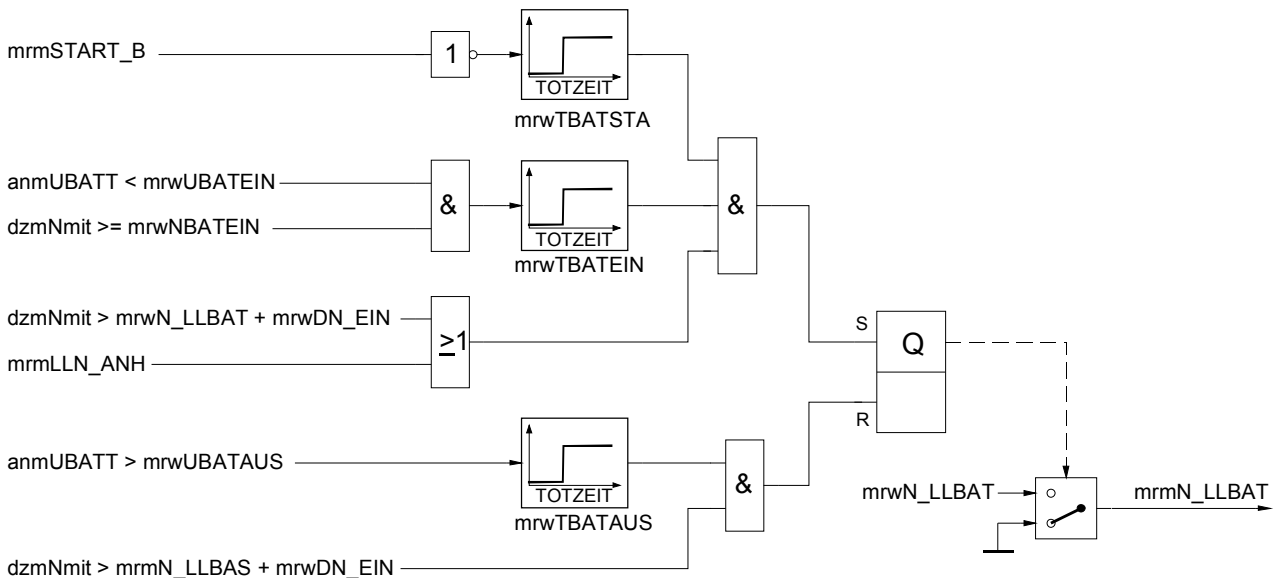 mrmSTART_B
1
TOTZEIT
mrwTBATSTA
anmUBATT < mrwUBATEIN
dzmNmit >= mrwNBATEIN
&
TOTZEIT
mrwTBATEIN
&
dzmNmit > mrwN_LLBAT + mrwDN_EIN
mrmLLN_ANH
≥1
S
Q
R
anmUBATT > mrwUBATAUS
TOTZEIT
mrwTBATAUS
&
mrwN_LLBAT
mrmN_LLBAT
dzmNmit > mrmN_LLBAS + mrwDN_EIN